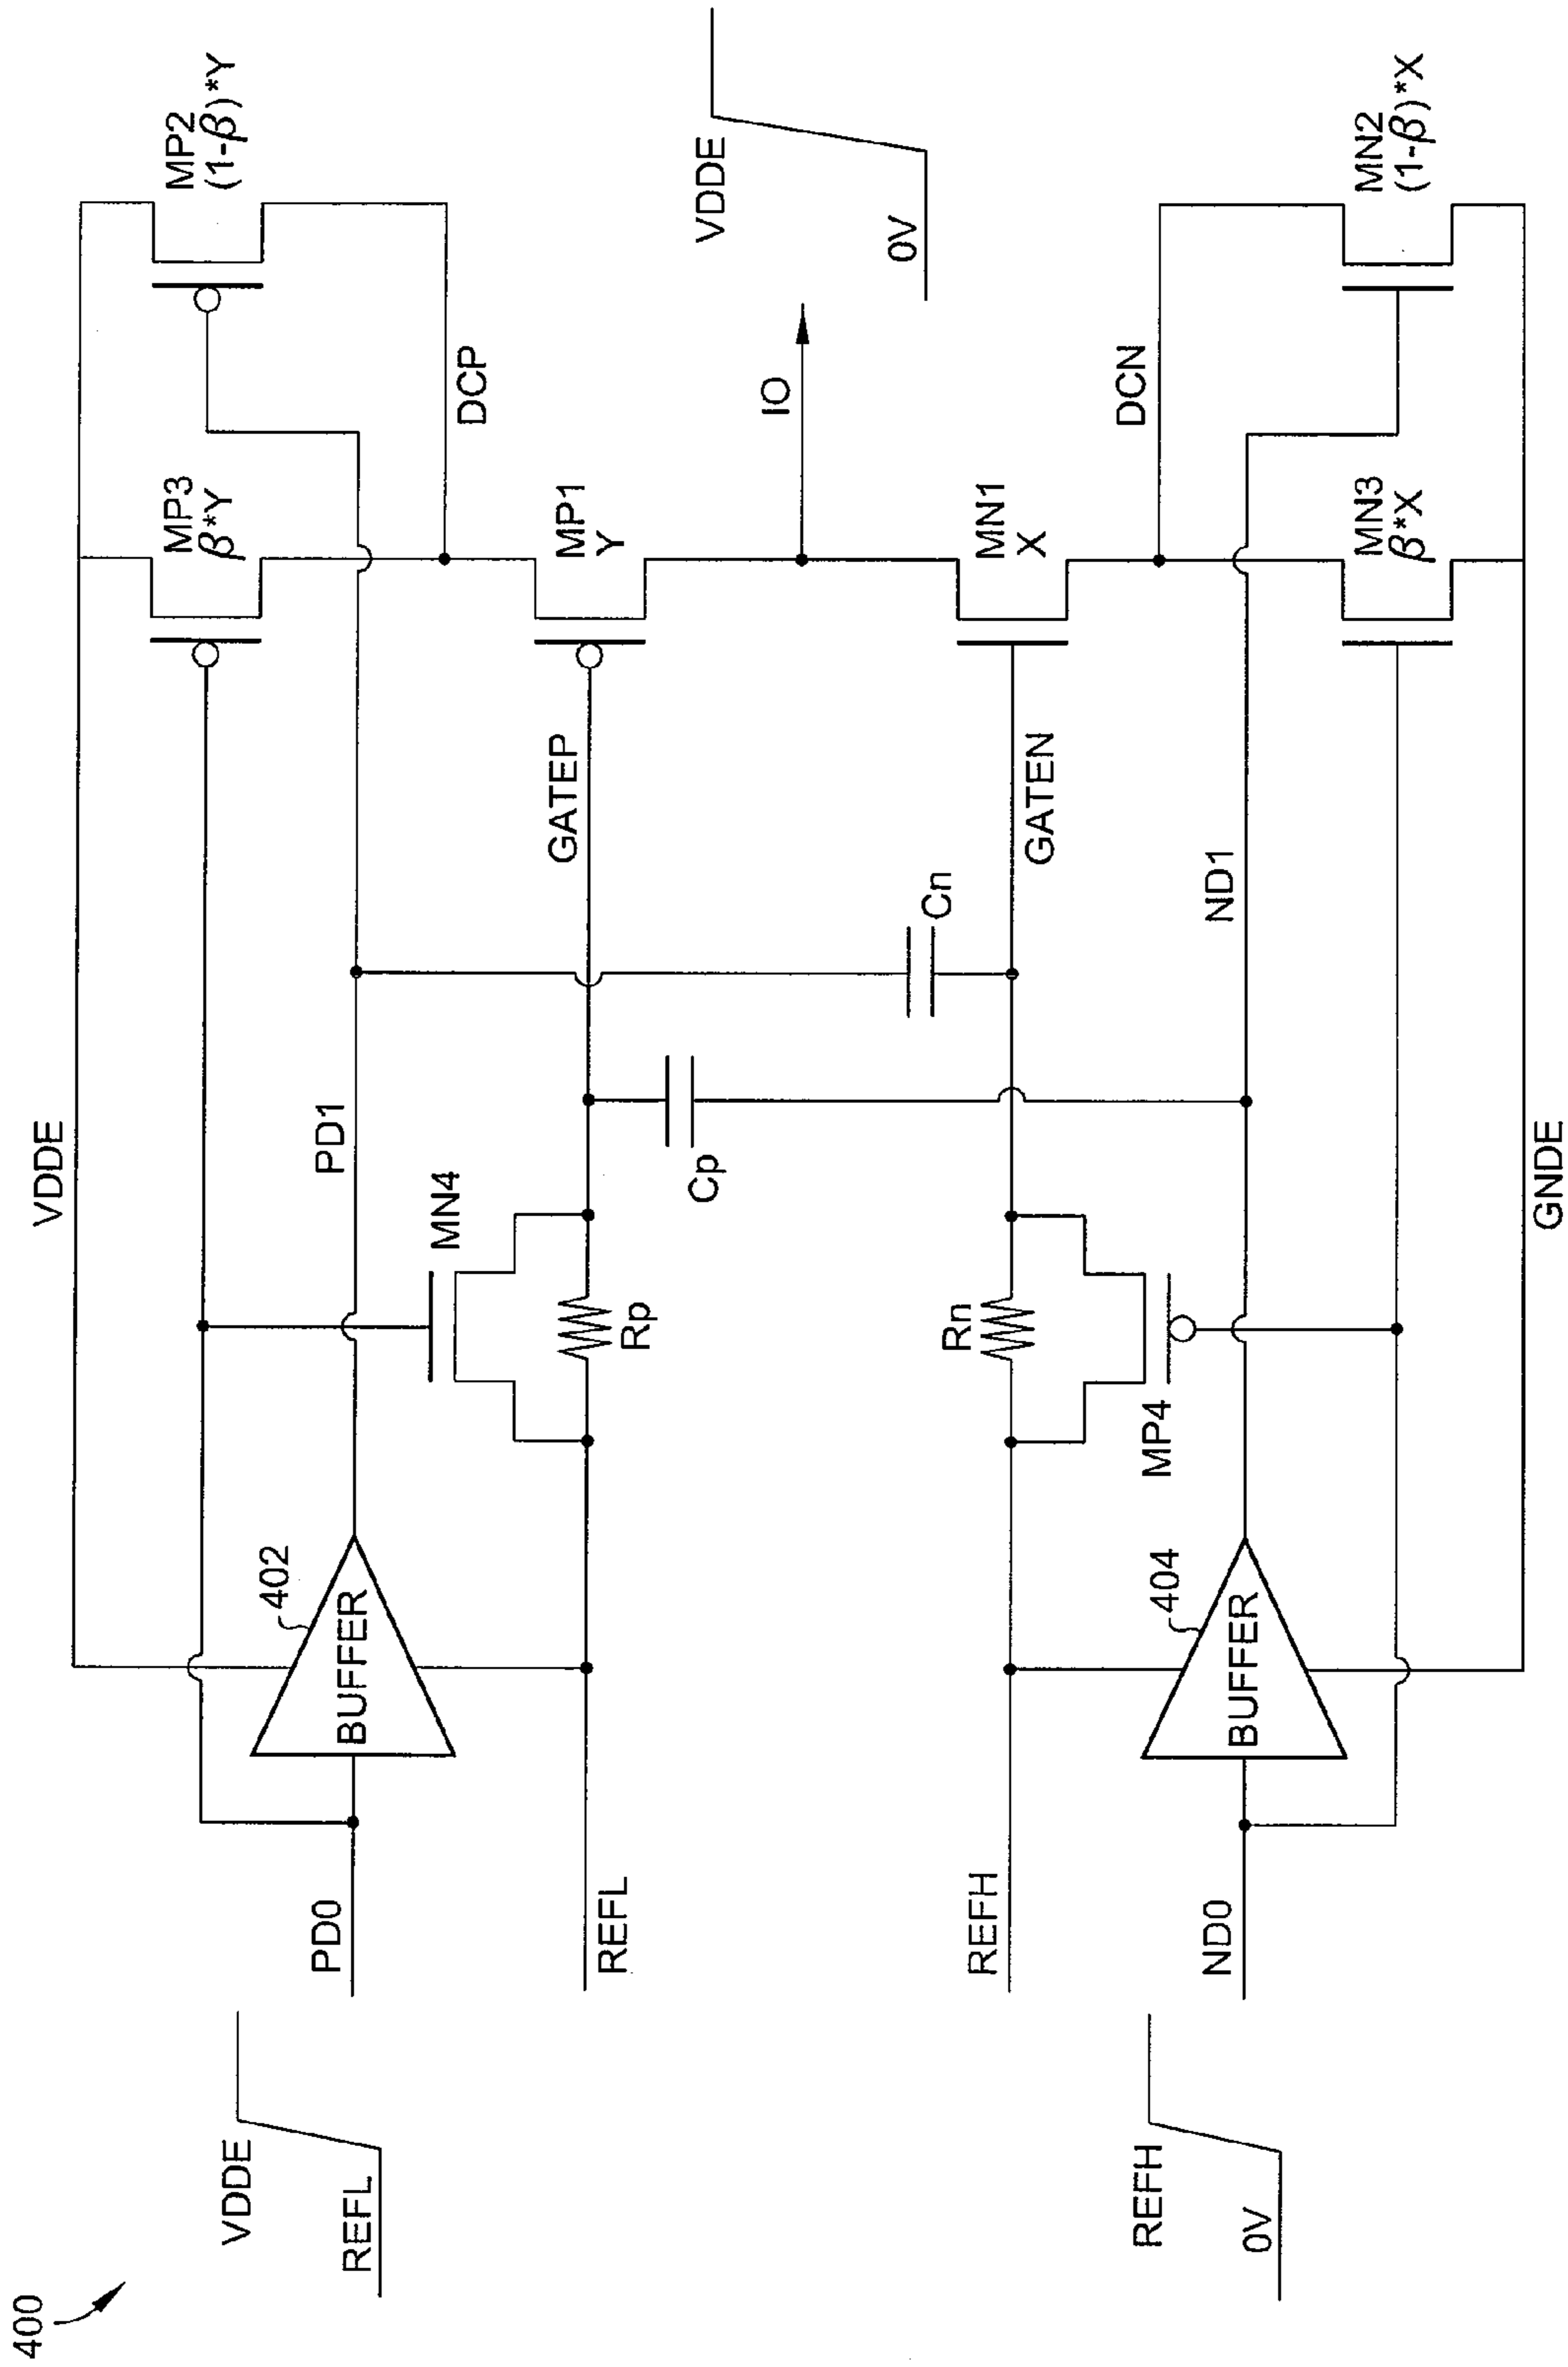 400
VDDE
REFL
REFH
0V
PD0
REFL
REFH
ND0
402
BUFFER
404
BUFFER
VDDE
PD1
MN4
Rp
Cp
Rn
MP4
Cn
GATEP
GATEN
ND1
GNDE
MP3
β*Y
MP1
Y
MN1
X
MN3
β*X
MP2
(1-β)*Y
DCP
IO
DCN
MN2
(1-β)*X
VDDE
0V